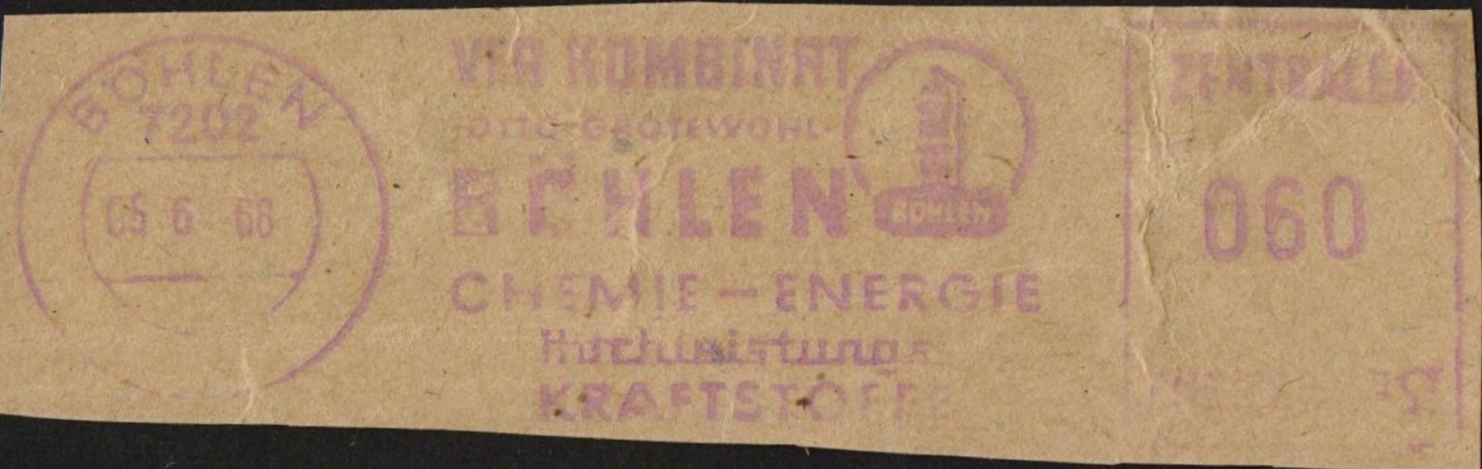 BÖHLEN
7202
05 6 68
VEB KOMBINAT
"OTTO GROTEWOHL"
BÖHLEN
BÖHLEN
CHEMIE — ENERGIE
Hochleistungs
KRAFTSTOFFE
060